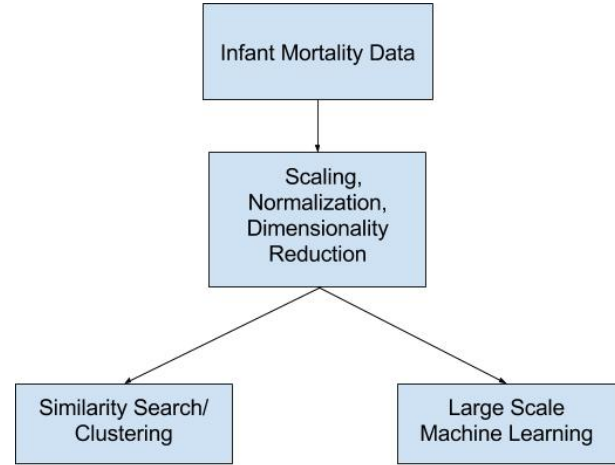 Infant Mortality Data
Scaling,
Normalization,
Dimensionality
Reduction
Similarity Search/
Clustering
Large Scale
Machine Learning